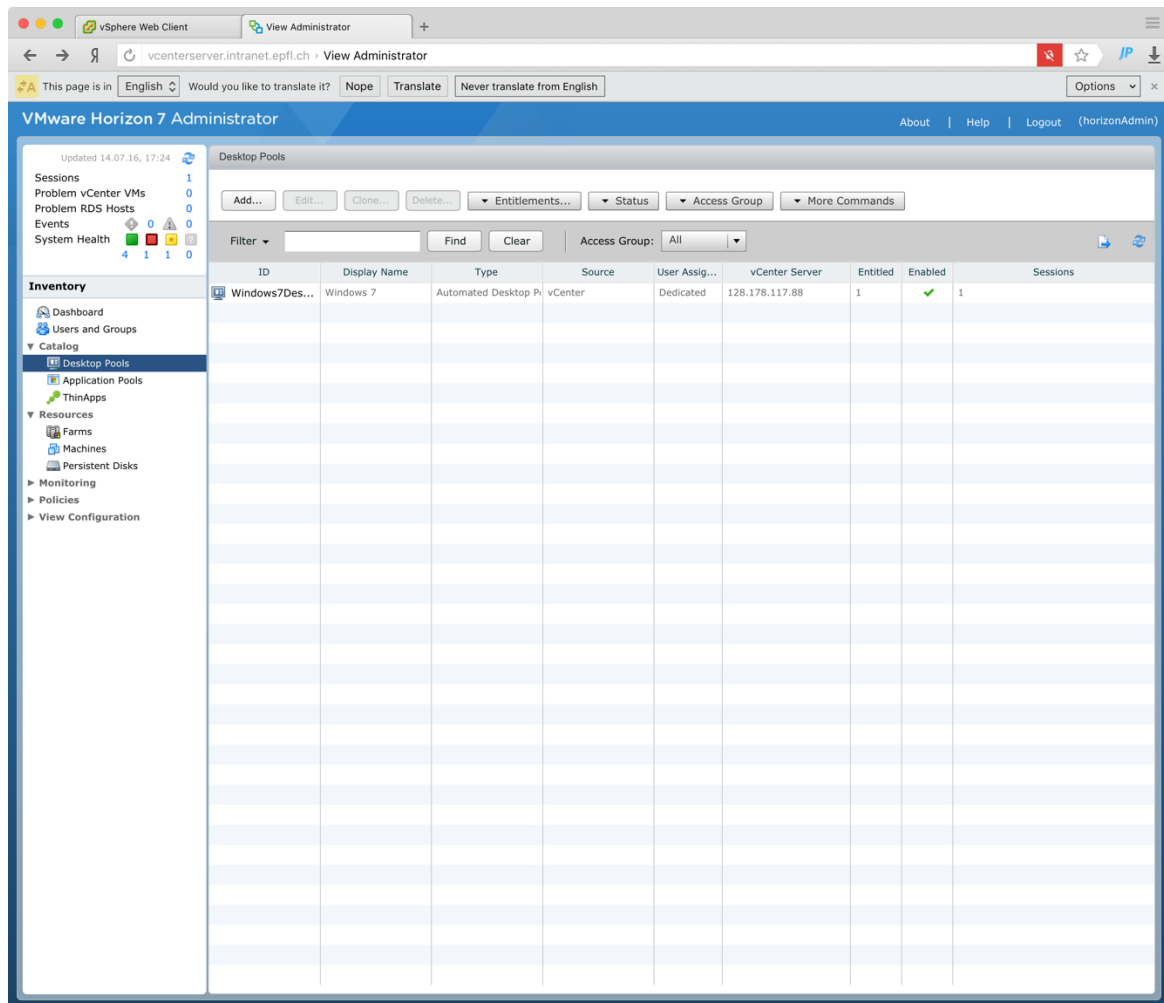 vSphere Web Client View Administrator +
vcenterserver.intranet.epfl.ch › View Administrator JP
This page is in English Would you like to translate it? Nope Translate Never translate from English Options ×
VMware Horizon 7 Administrator About | Help | Logout (horizonAdmin)
Updated 14.07.16, 17:24
Sessions 1
Problem vCenter VMs 0
Problem RDS Hosts 0
Events 0 0
System Health
4 1 1 0
Inventory
Dashboard
Users and Groups
Catalog
Desktop Pools
Application Pools
ThinApps
Resources
Farms
Machines
Persistent Disks
Monitoring
Policies
View Configuration
Desktop Pools
Add... Edit... Clone... Delete... Entitlements... Status Access Group More Commands
Filter Find Clear Access Group: All
ID Display Name Type Source User Assig... vCenter Server Entitled Enabled Sessions
Windows7Des... Windows 7 Automated Desktop P vCenter Dedicated 128.178.117.88 1 1